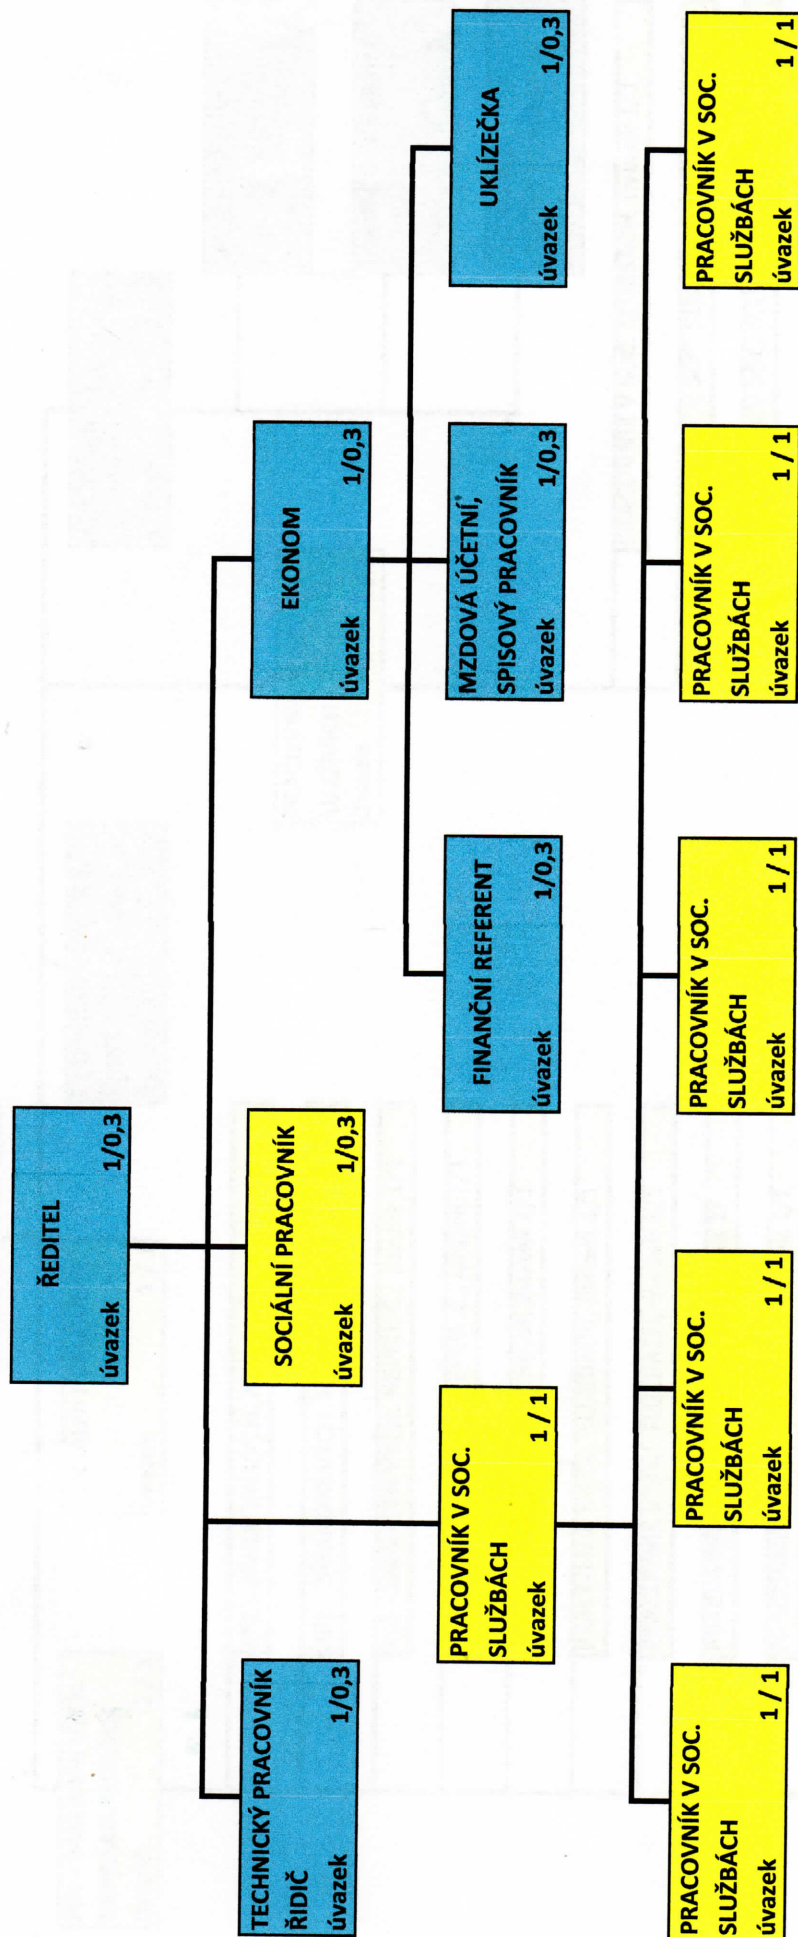 ŘEDITEL
úvazek 1/0,3
TECHNICKÝ PRACOVNÍK
ŘIDIČ
úvazek 1/0,3
SOCIÁLNÍ PRACOVNÍK
úvazek 1/0,3
EKONOM
úvazek 1/0,3
PRACOVNÍK V SOC.
SLUŽBÁCH
úvazek 1 / 1
FINANČNÍ REFERENT
úvazek 1/0,3
MZDOVÁ ÚČETNÍ,
SPISOVÝ PRACOVNÍK
úvazek 1/0,3
UKLÍZEČKA
úvazek 1/0,3
PRACOVNÍK V SOC.
SLUŽBÁCH
úvazek 1 / 1
PRACOVNÍK V SOC.
SLUŽBÁCH
úvazek 1 / 1
PRACOVNÍK V SOC.
SLUŽBÁCH
úvazek 1 / 1
PRACOVNÍK V SOC.
SLUŽBÁCH
úvazek 1 / 1
PRACOVNÍK V SOC.
SLUŽBÁCH
úvazek 1 / 1